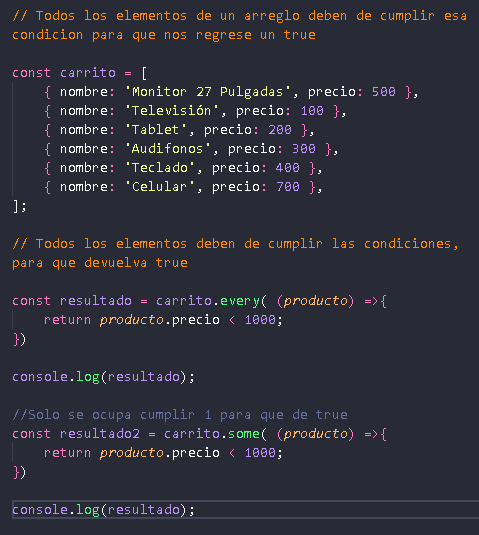 // Todos los elementos de un arreglo deben de cumplir esa
condicion para que nos regrese un true
const carrito = [
{ nombre: 'Monitor 27 Pulgadas', precio: 500 },
{ nombre: 'Televisión', precio: 100 },
{ nombre: 'Tablet', precio: 200 },
{ nombre: 'Audifonos', precio: 300 },
{ nombre: 'Teclado', precio: 400 },
{ nombre: 'Celular', precio: 700 },
];
// Todos los elementos deben de cumplir las condiciones,
para que devuelva true
const resultado = carrito.every( (producto) =>{
return producto.precio < 1000;
})
console.log(resultado);
//Solo se ocupa cumplir 1 para que de true
const resultado2 = carrito.some( (producto) =>{
return producto.precio < 1000;
})
console.log(resultado);